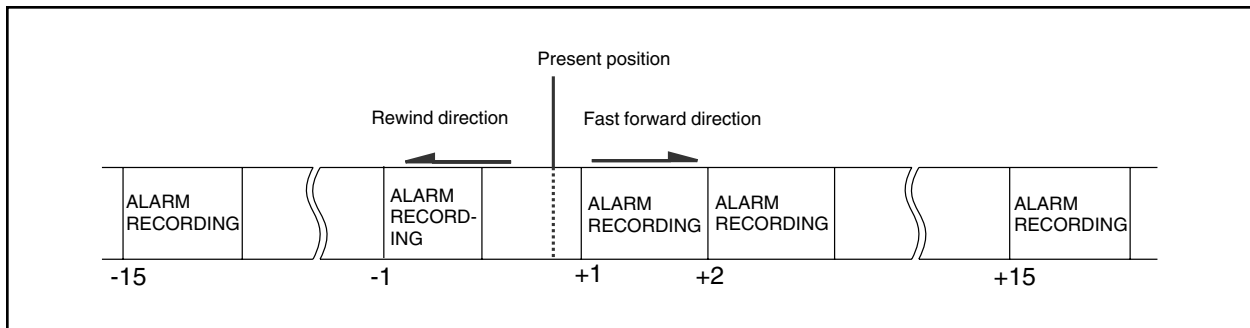 Present position
Rewind direction
Fast forward direction
ALARM
RECORDING
ALARM
RECORD-
ING
ALARM
RECORDING
ALARM
RECORDING
ALARM
RECORDING
-15
-1
+1
+2
+15